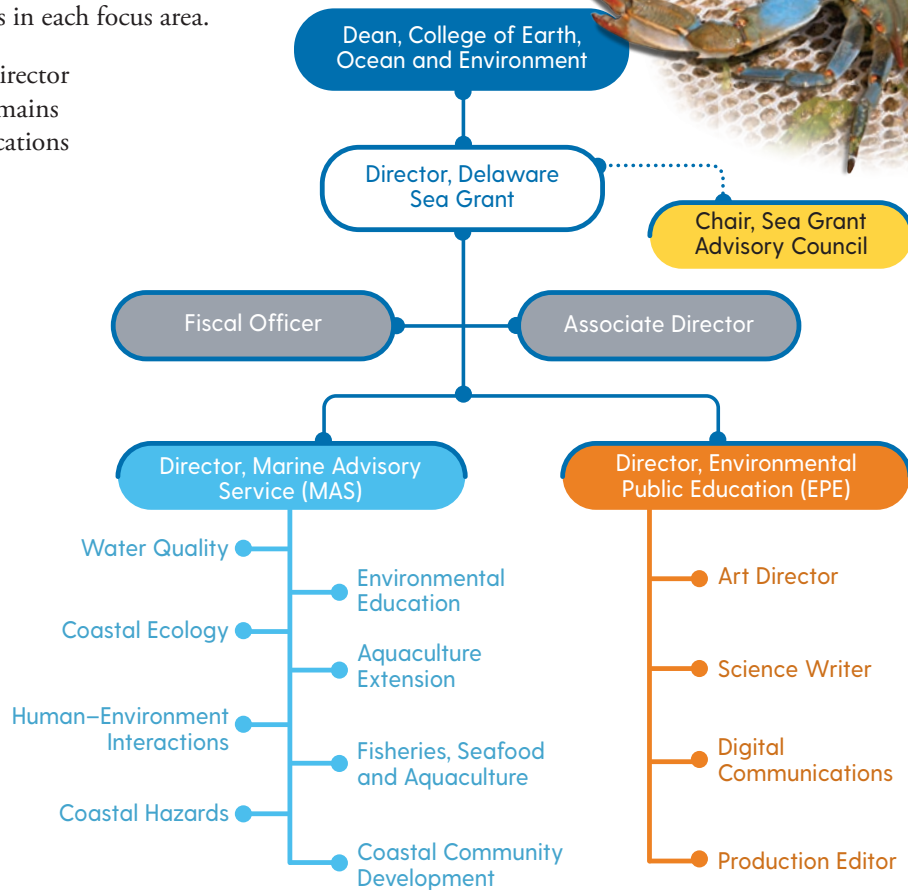 s in each focus area.
irector
mains
cations
Dean, College of Earth,
Ocean and Environment
Director, Delaware
Sea Grant
Chair, Sea Grant
Advisory Council
Fiscal Officer
Associate Director
Director, Marine Advisory
Service (MAS)
Director, Environmental
Public Education (EPE)
Water Quality
Environmental
Education
Coastal Ecology
Aquaculture
Extension
Human–Environment
Interactions
Fisheries, Seafood
and Aquaculture
Coastal Hazards
Coastal Community
Development
Art Director
Science Writer
Digital
Communications
Production Editor